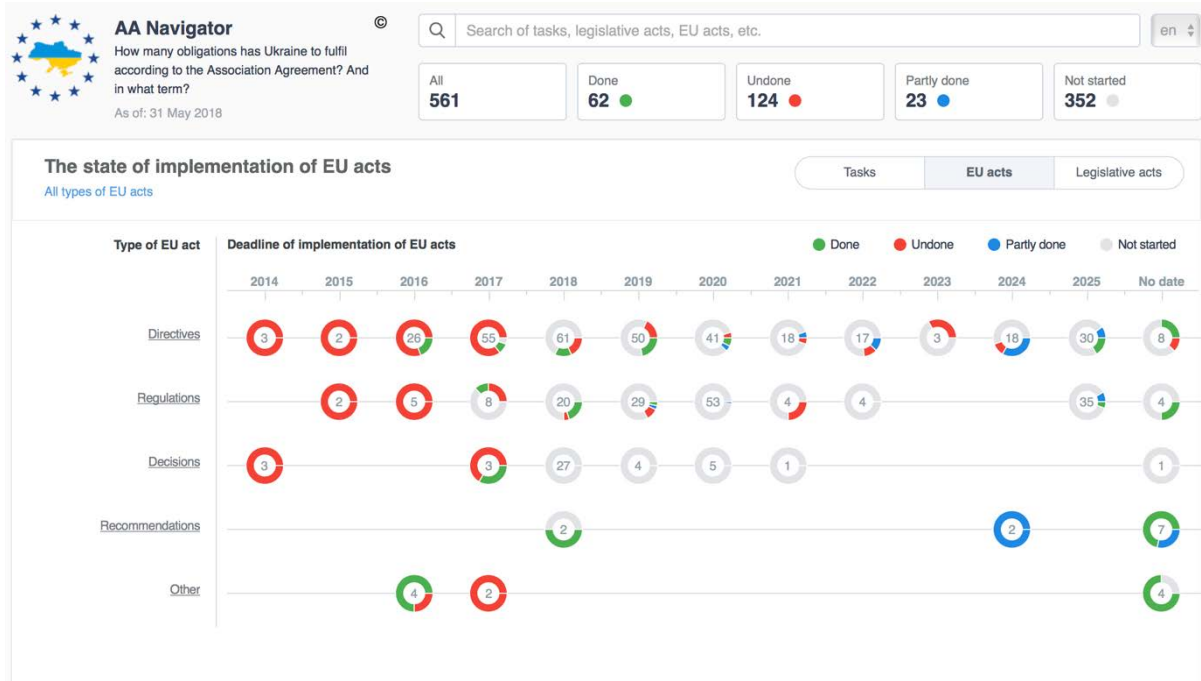 AA Navigator ©
How many obligations has Ukraine to fulfil
according to the Association Agreement? And
in what term?
As of: 31 May 2018
Search of tasks, legislative acts, EU acts, etc.
en
All
561
Done
62
Undone
124
Partly done
23
Not started
352
The state of implementation of EU acts
All types of EU acts
Tasks EU acts Legislative acts
Type of EU act Deadline of implementation of EU acts Done Undone Partly done Not started
2014 2015 2016 2017 2018 2019 2020 2021 2022 2023 2024 2025 No date
Directives 3 2 26 55 61 50 41 18 17 3 18 30 8
Regulations 2 5 8 20 29 53 4 4 35 4
Decisions 3 3 27 4 5 1 1
Recommendations 2 2 7
Other 4 2 4